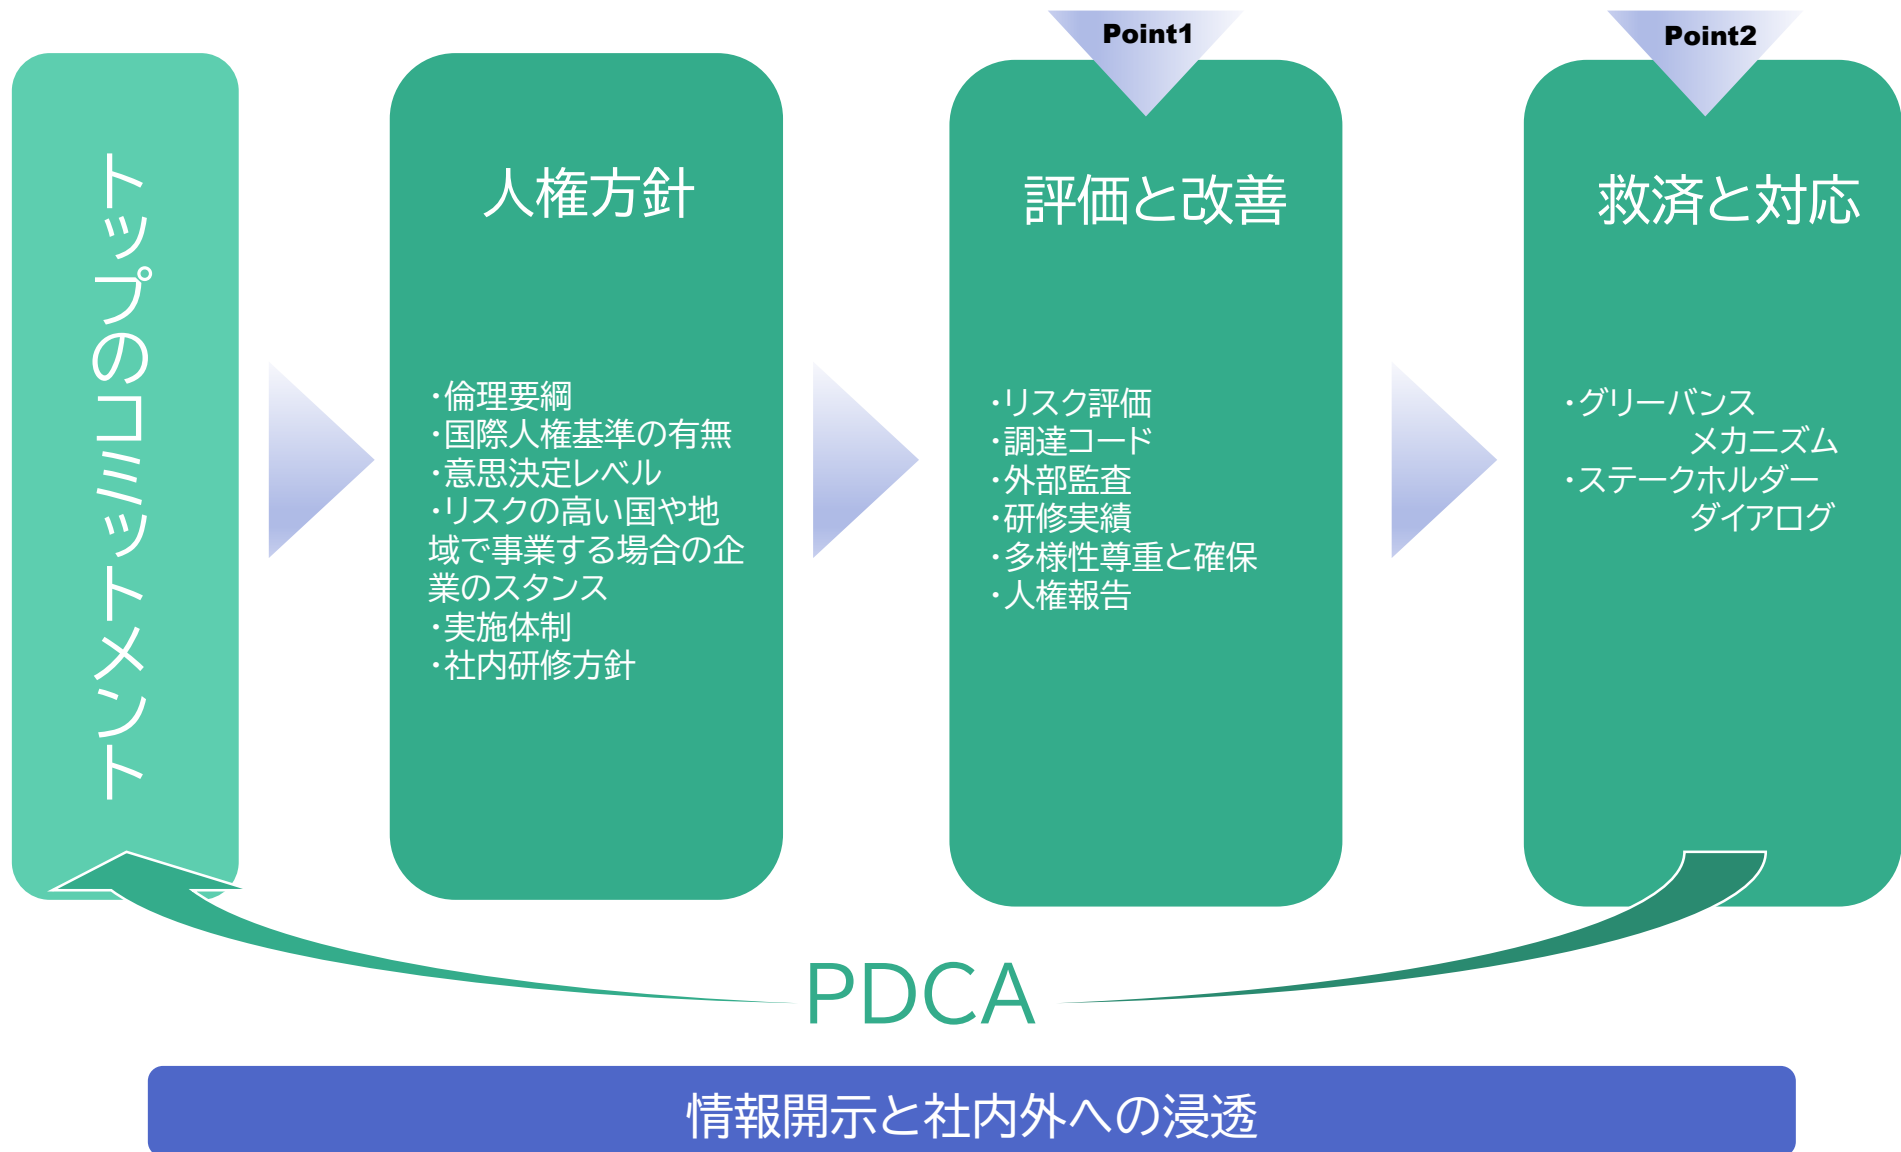 トップのコミットメント
人権方針
・倫理要綱
・国際人権基準の有無
・意思決定レベル
・リスクの高い国や地
域で事業する場合の企
業のスタンス
・実施体制
・社内研修方針
Point1
評価と改善
・リスク評価
・調達コード
・外部監査
・研修実績
・多様性尊重と確保
・人権報告
Point2
救済と対応
・グリーバンス
メカニズム
・ステークホルダー
ダイアログ
PDCA
情報開示と社内外への浸透